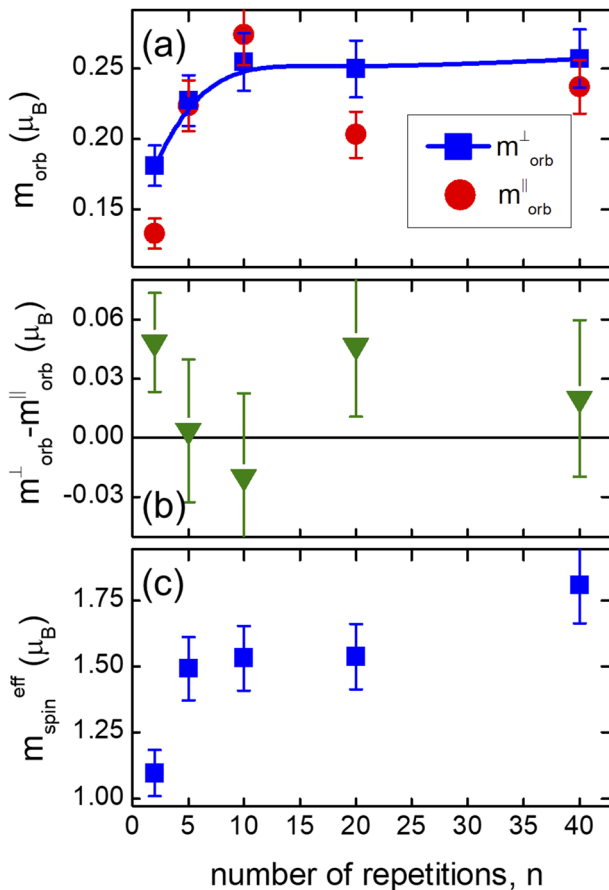 (a)
m_orb (μ_B)
0.25
0.20
0.15
m^⊥_orb
m^||_orb
(b)
m^⊥_orb-m^||_orb (μ_B)
0.06
0.03
0.00
-0.03
(c)
m_spin^eff (μ_B)
1.75
1.50
1.25
1.00
0 5 10 15 20 25 30 35 40
number of repetitions, n